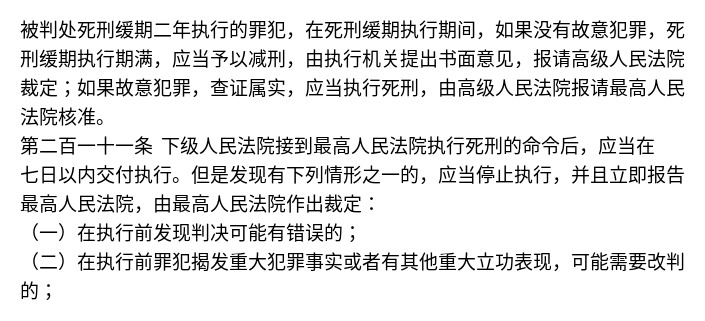 被判处死刑缓期二年执行的罪犯，在死刑缓期执行期间，如果没有故意犯罪，死
刑缓期执行期满，应当予以减刑，由执行机关提出书面意见，报请高级人民法院
裁定；如果故意犯罪，查证属实，应当执行死刑，由高级人民法院报请最高人民
法院核准。
第二百一十一条 下级人民法院接到最高人民法院执行死刑的命令后，应当在
七日以内交付执行。但是发现有下列情形之一的，应当停止执行，并且立即报告
最高人民法院，由最高人民法院作出裁定：
（一）在执行前发现判决可能有错误的；
（二）在执行前罪犯揭发重大犯罪事实或者有其他重大立功表现，可能需要改判
的；